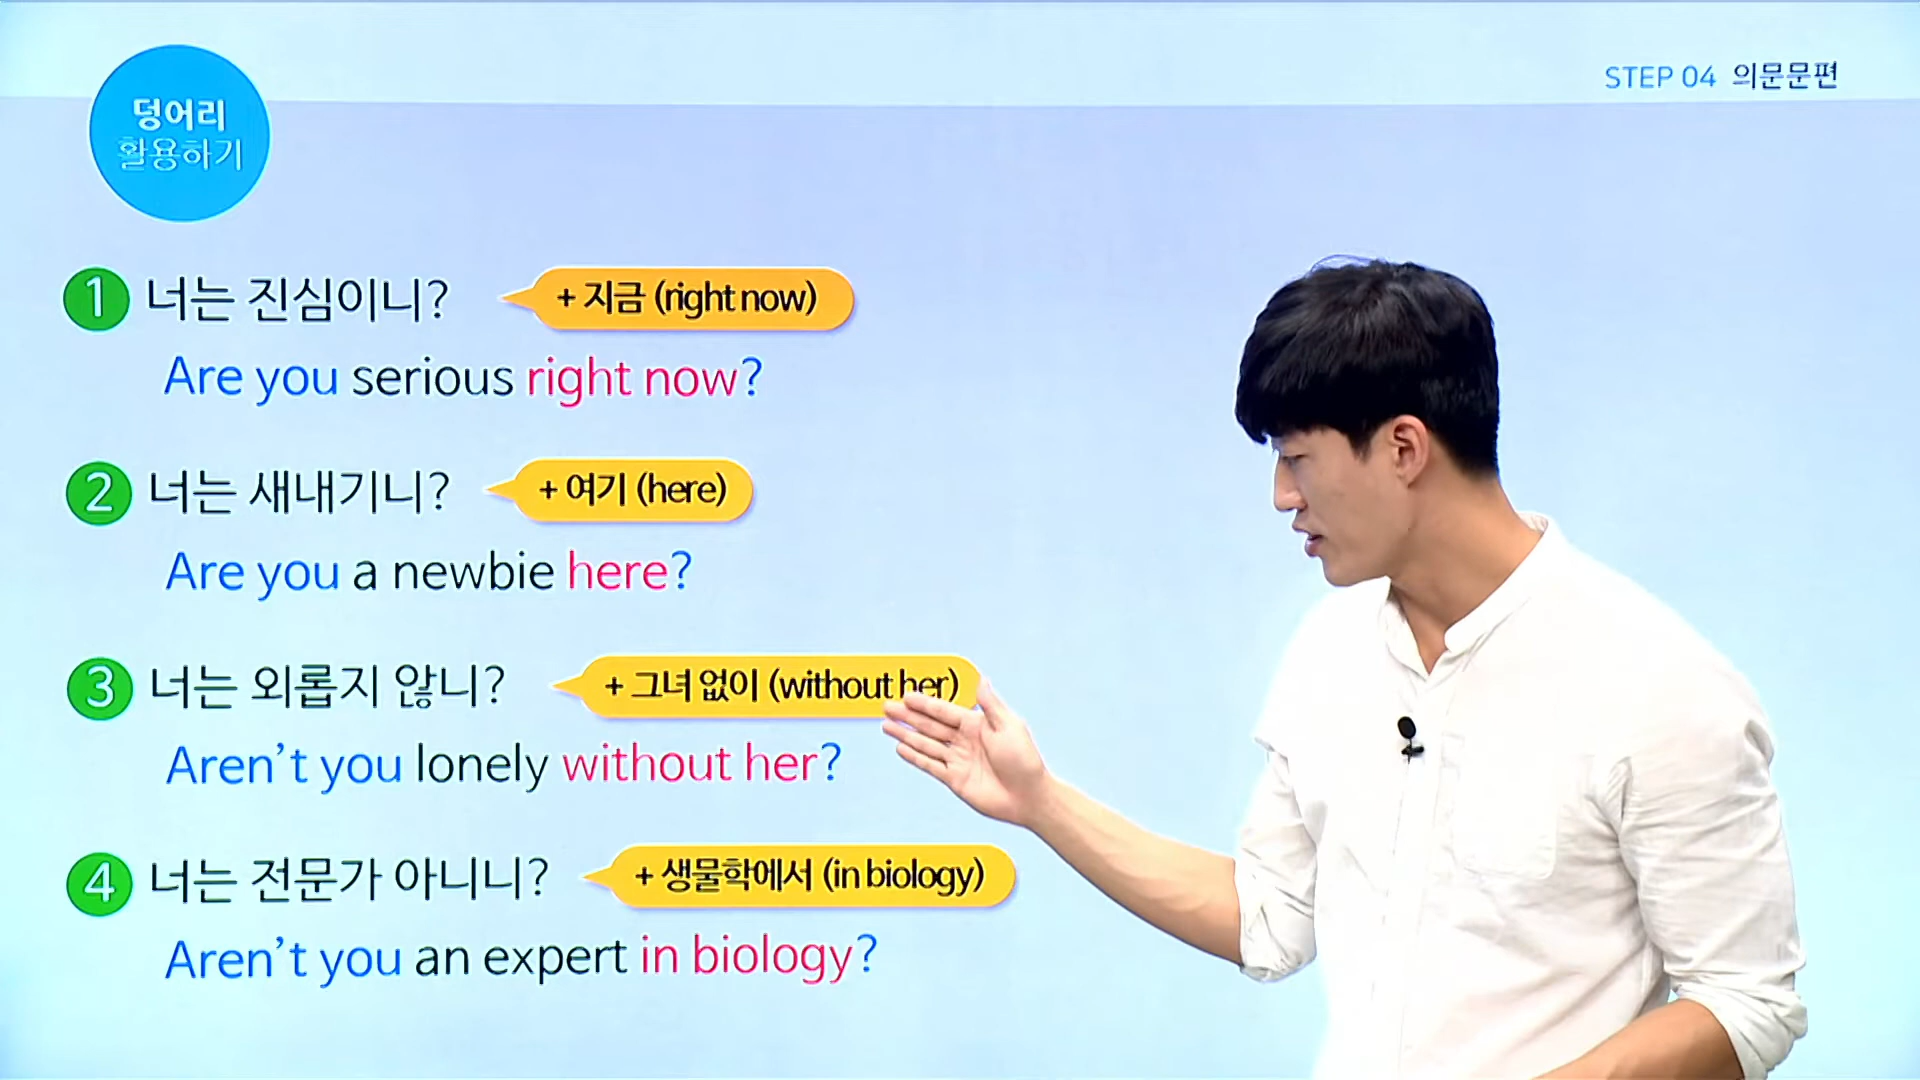 STEP 04 의문문편
덩어리
활용하기
1 너는 진심이니? + 지금 (right now)
Are you serious right now?
2 너는 새내기니? + 여기 (here)
Are you a newbie here?
3 너는 외롭지 않니? + 그녀 없이 (without her)
Aren't you lonely without her?
4 너는 전문가 아니니? + 생물학에서 (in biology)
Aren't you an expert in biology?